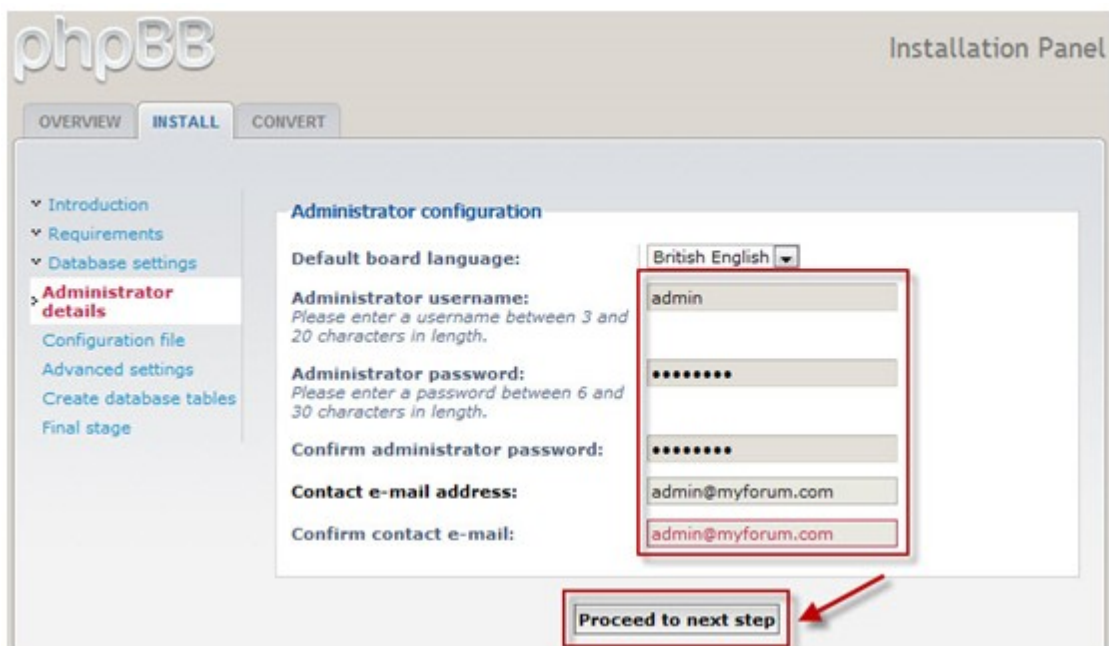 phpBB
Installation Panel
OVERVIEW INSTALL CONVERT
Introduction
Requirements
Database settings
Administrator
details
Configuration file
Advanced settings
Create database tables
Final stage
Administrator configuration
Default board language: British English
Administrator username: admin
Please enter a username between 3 and
20 characters in length.
Administrator password: ••••••••
Please enter a password between 6 and
30 characters in length.
Confirm administrator password: ••••••••
Contact e-mail address: admin@myforum.com
Confirm contact e-mail: admin@myforum.com
Proceed to next step